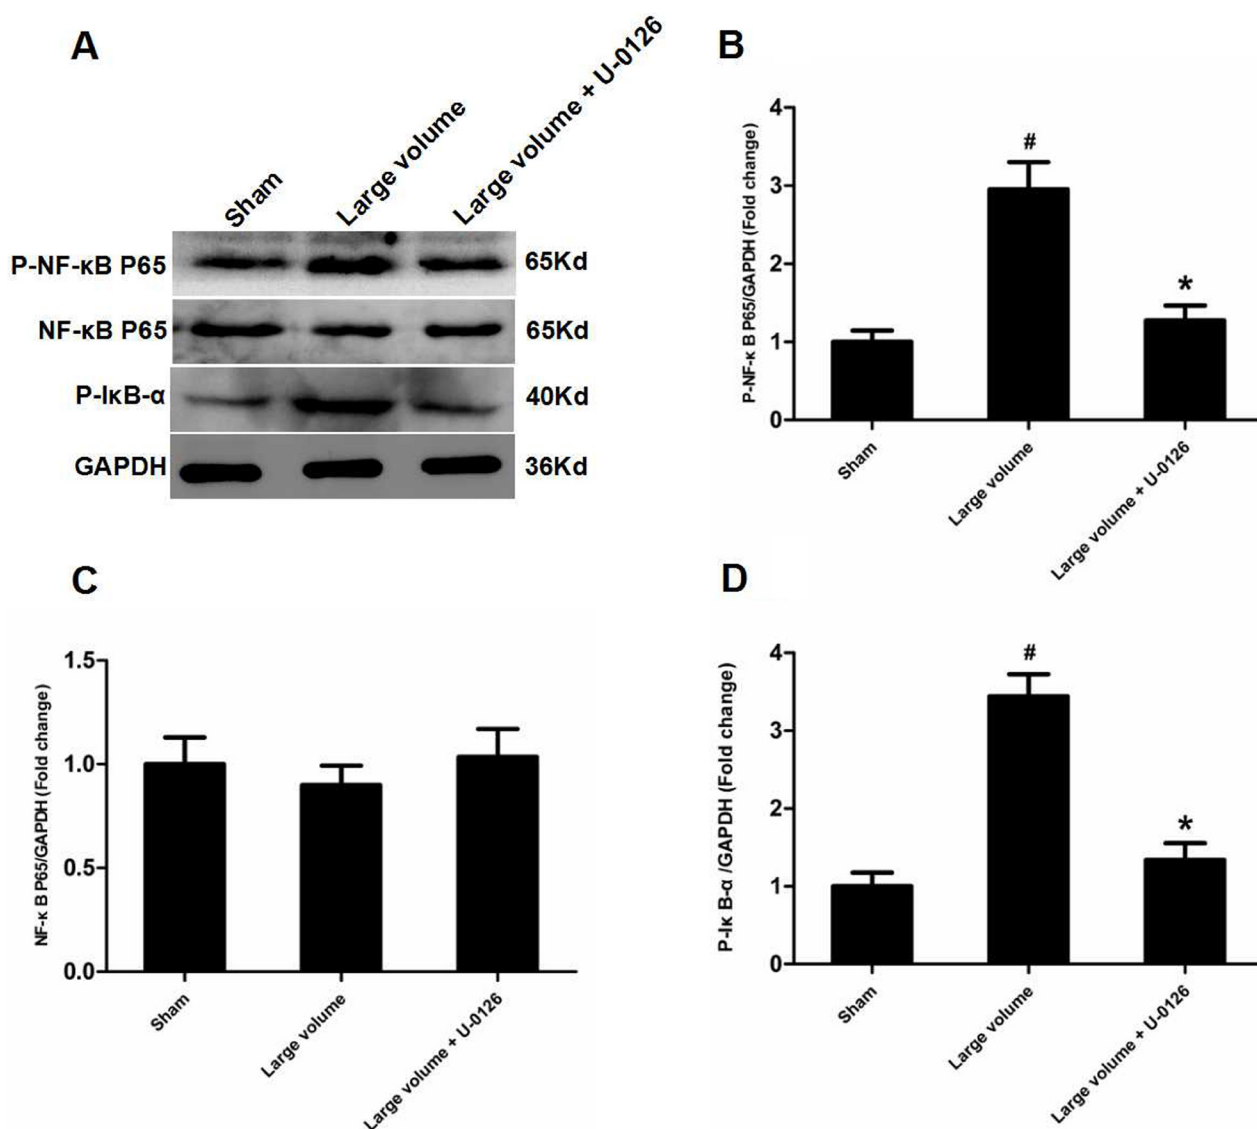 A
Sham
Large volume
Large volume + U-0126
P-NF-κB P65
65Kd
NF-κB P65
65Kd
P-IκB-α
40Kd
GAPDH
36Kd
B
P-NF-κ B P65/GAPDH (Fold change)
4
3
2
1
0
#
*
Sham
Large volume
Large volume + U-0126
C
NF-κ B P65/GAPDH (Fold change)
1.5
1.0
0.5
0.0
Sham
Large volume
Large volume + U-0126
D
P-Iκ B-α /GAPDH (Fold change)
4
3
2
1
0
#
*
Sham
Large volume
Large volume + U-0126